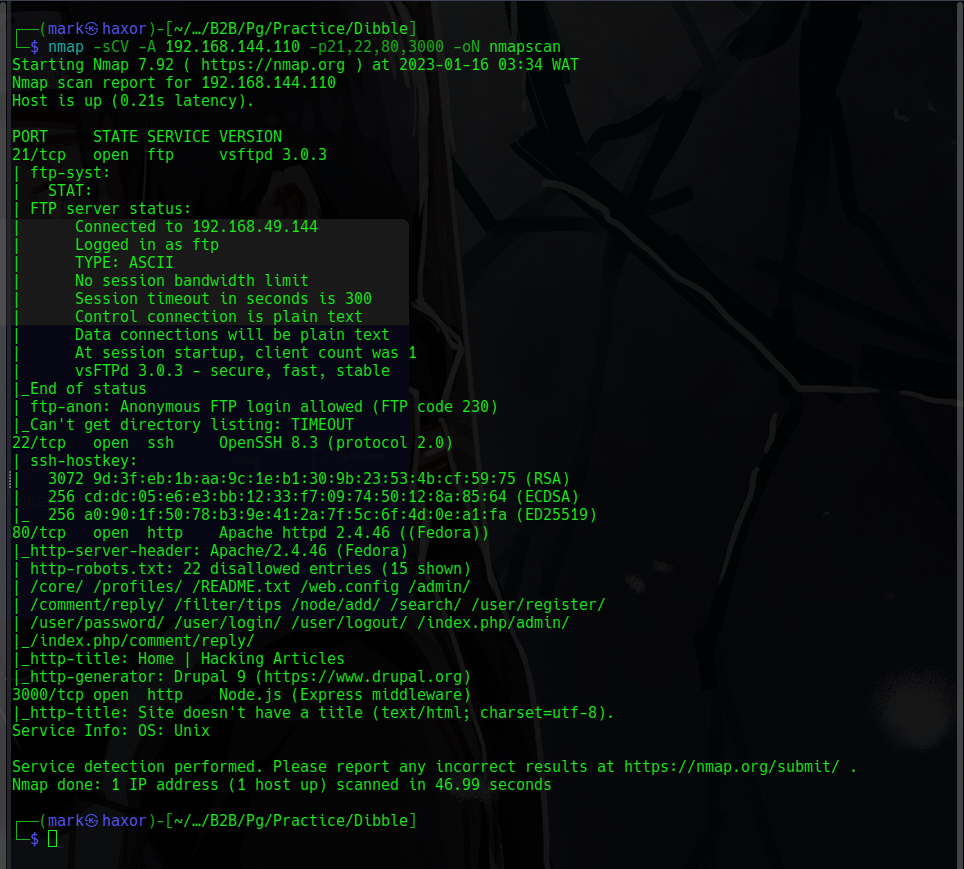 ┌──(mark㉿haxor)-[~/…/B2B/Pg/Practice/Dibble]
└─$ nmap -sCV -A 192.168.144.110 -p21,22,80,3000 -oN nmapscan
Starting Nmap 7.92 ( https://nmap.org ) at 2023-01-16 03:34 WAT
Nmap scan report for 192.168.144.110
Host is up (0.21s latency).

PORT     STATE SERVICE VERSION
21/tcp   open  ftp     vsftpd 3.0.3
| ftp-syst:
|   STAT:
| FTP server status:
|      Connected to 192.168.49.144
|      Logged in as ftp
|      TYPE: ASCII
|      No session bandwidth limit
|      Session timeout in seconds is 300
|      Control connection is plain text
|      Data connections will be plain text
|      At session startup, client count was 1
|      vsFTPd 3.0.3 - secure, fast, stable
|_End of status
| ftp-anon: Anonymous FTP login allowed (FTP code 230)
|_Can't get directory listing: TIMEOUT
22/tcp   open  ssh     OpenSSH 8.3 (protocol 2.0)
| ssh-hostkey:
|   3072 9d:3f:eb:1b:aa:9c:1e:b1:30:9b:23:53:4b:cf:59:75 (RSA)
|   256 cd:dc:05:e6:e3:bb:12:33:f7:09:74:50:12:8a:85:64 (ECDSA)
|_  256 a0:90:1f:50:78:b3:9e:41:2a:7f:5c:6f:4d:0e:a1:fa (ED25519)
80/tcp   open  http    Apache httpd 2.4.46 ((Fedora))
|_http-server-header: Apache/2.4.46 (Fedora)
| http-robots.txt: 22 disallowed entries (15 shown)
| /core/ /profiles/ /README.txt /web.config /admin/
| /comment/reply/ /filter/tips /node/add/ /search/ /user/register/
| /user/password/ /user/login/ /user/logout/ /index.php/admin/
|_/index.php/comment/reply/
|_http-title: Home | Hacking Articles
|_http-generator: Drupal 9 (https://www.drupal.org)
3000/tcp open  http    Node.js (Express middleware)
|_http-title: Site doesn't have a title (text/html; charset=utf-8).
Service Info: OS: Unix

Service detection performed. Please report any incorrect results at https://nmap.org/submit/ .
Nmap done: 1 IP address (1 host up) scanned in 46.99 seconds

┌──(mark㉿haxor)-[~/…/B2B/Pg/Practice/Dibble]
└─$